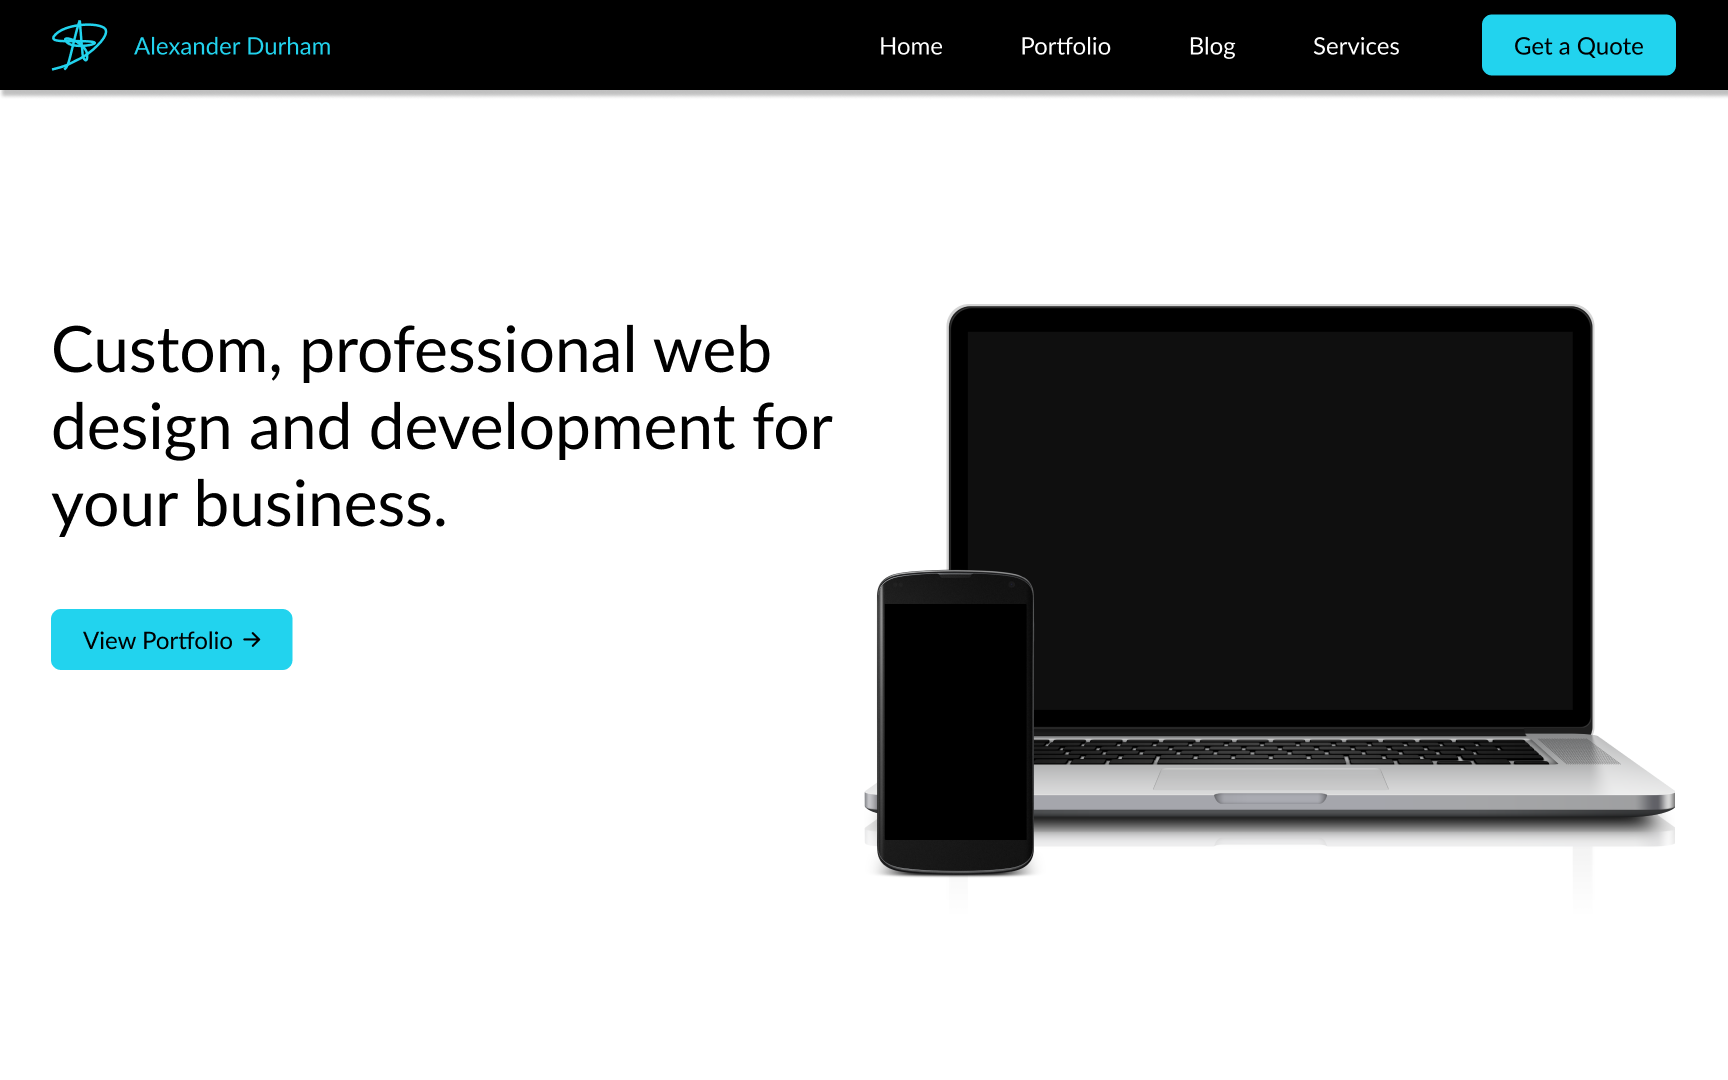 Alexander Durham
Home
Portfolio
Blog
Services
Get a Quote
Custom, professional web
design and development for
your business.
View Portfolio →